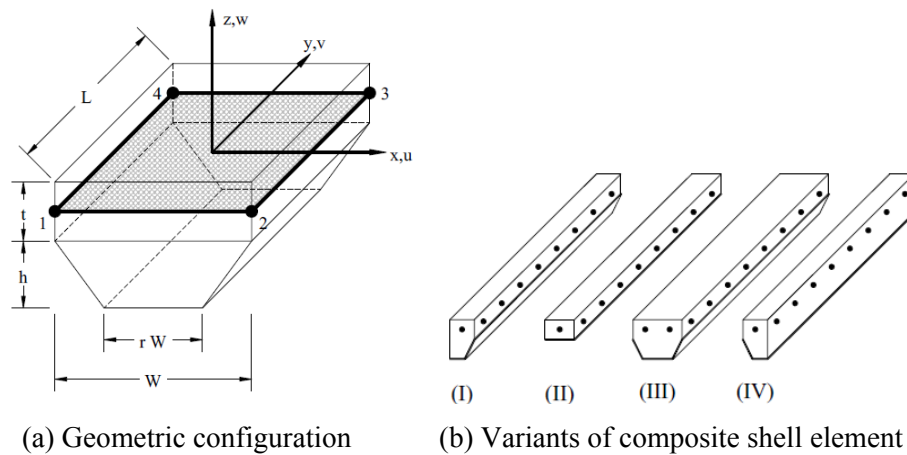 z,w
y,v
L
4
3
x,u
t
1
2
h
r W
W
(I)
(II)
(III)
(IV)
(a) Geometric configuration
(b) Variants of composite shell element